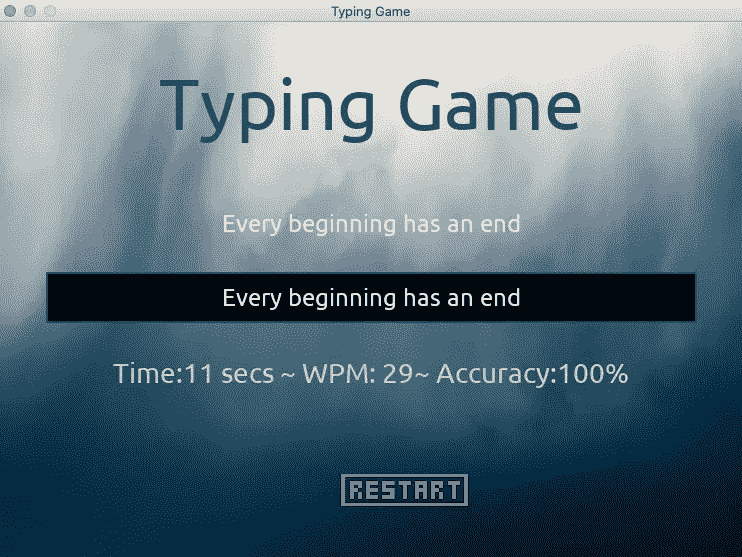 Typing Game
Typing Game
Every beginning has an end
Every beginning has an end
Time:11 secs ~ WPM: 29~ Accuracy:100%
RESTART